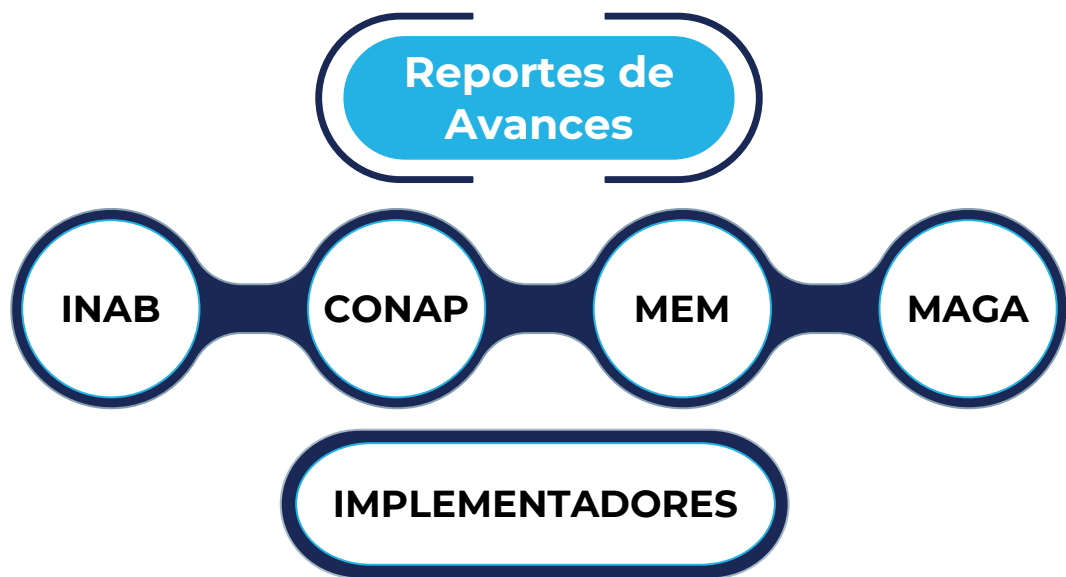 Reportes de
Avances
INAB
CONAP
MEM
MAGA
IMPLEMENTADORES